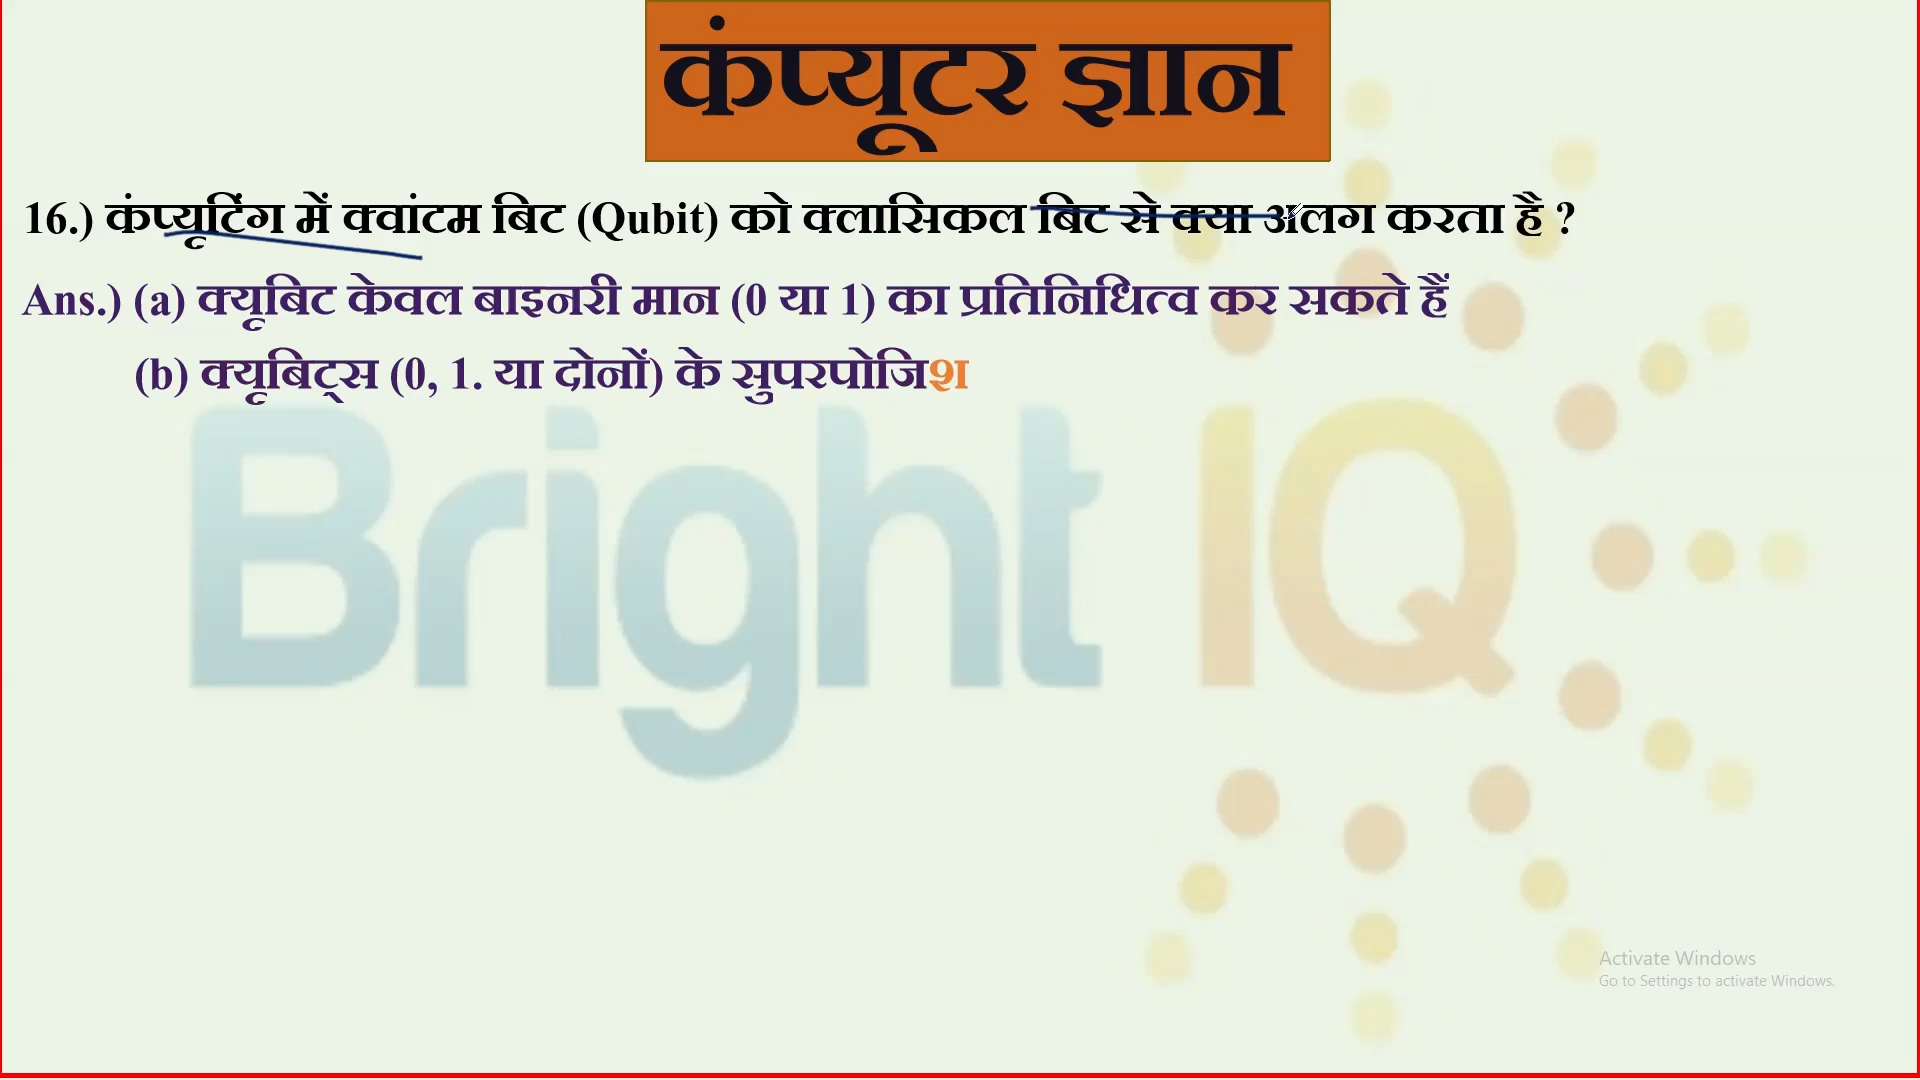 कंप्यूटर ज्ञान
16.) कंप्यूटिंग में क्वांटम बिट (Qubit) को क्लासिकल बिट से क्या अलग करता है ?
Ans.) (a) क्यूबिट केवल बाइनरी मान (0 या 1) का प्रतिनिधित्व कर सकते हैं
(b) क्यूबिट्स (0, 1. या दोनों) के सुपरपोजिश
Bright IQ
Activate Windows
Go to Settings to activate Windows.